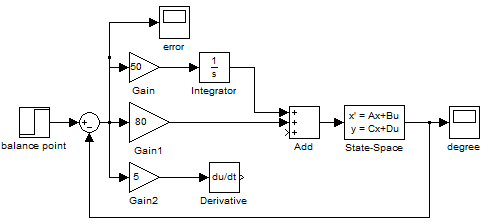 error
50
1
s
Gain
Integrator
80
+
+
+
+
−
x' = Ax+Bu
y = Cx+Du
balance point
Gain1
Add
State-Space
degree
5
du/dt
Gain2
Derivative